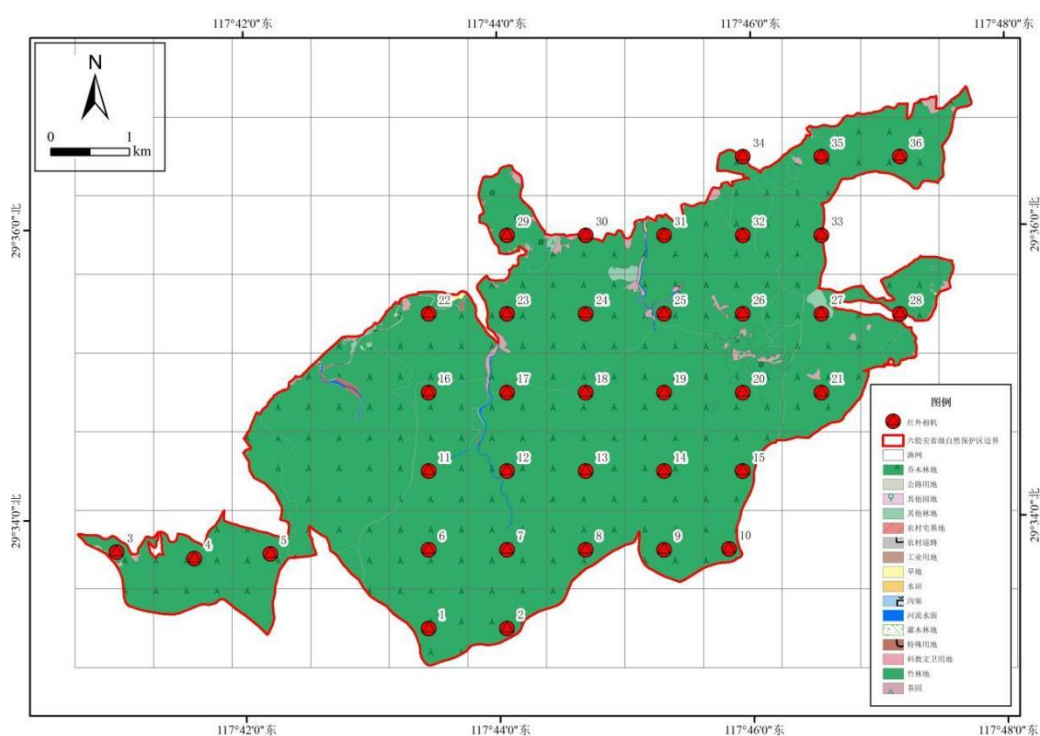 117°42'0"东 117°44'0"东 117°46'0"东 117°48'0"东
N
0 1
km
34 35 36
29°36'0"北 29°36'0"北
29 30 31 32 33
22 23 24 25 26 27 28
16 17 18 19 20 21
图例
红外相机
六股尖省级自然保护区边界
渔网
乔木林地
公路用地
其他园地
其他林地
农村宅基地
农村道路
工业用地
旱地
水田
沟渠
河流水面
灌木林地
特殊用地
科教文卫用地
竹林地
茶园
11 12 13 14 15
29°34'0"北 29°34'0"北
3 4 5 6 7 8 9 10
1 2
117°42'0"东 117°44'0"东 117°46'0"东 117°48'0"东